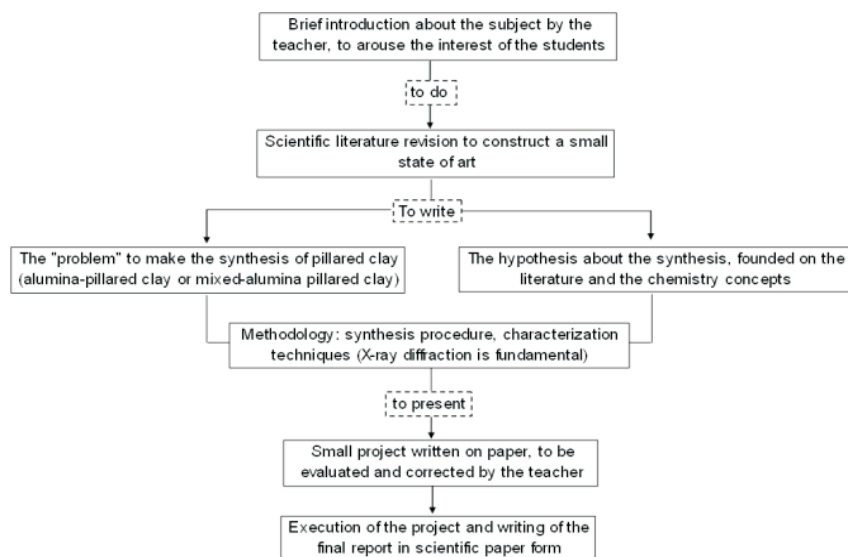 Brief introduction about the subject by the
teacher, to arouse the interest of the students
to do
Scientific literature revision to construct a small
state of art
To write
The "problem" to make the synthesis of pillared clay
(alumina-pillared clay or mixed-alumina pillared clay)
The hypothesis about the synthesis, founded on the
literature and the chemistry concepts
Methodology: synthesis procedure, characterization
techniques (X-ray diffraction is fundamental)
to present
Small project written on paper, to be
evaluated and corrected by the teacher
Execution of the project and writing of the
final report in scientific paper form